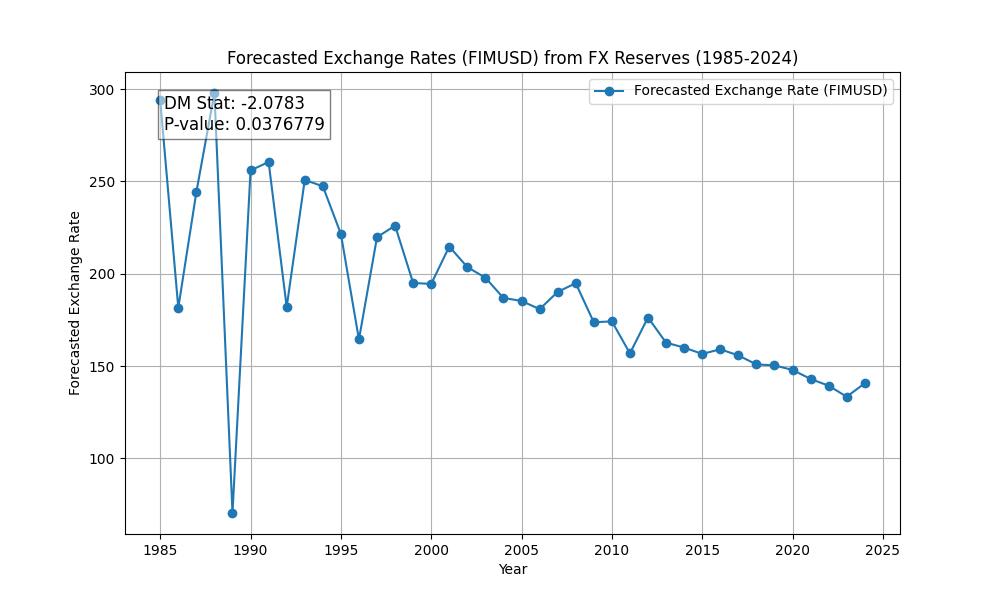 Forecasted Exchange Rates (FIMUSD) from FX Reserves (1985-2024)
DM Stat: -2.0783
P-value: 0.0376779
Forecasted Exchange Rate (FIMUSD)
Forecasted Exchange Rate
300
250
200
150
100
1985 1990 1995 2000 2005 2010 2015 2020 2025
Year